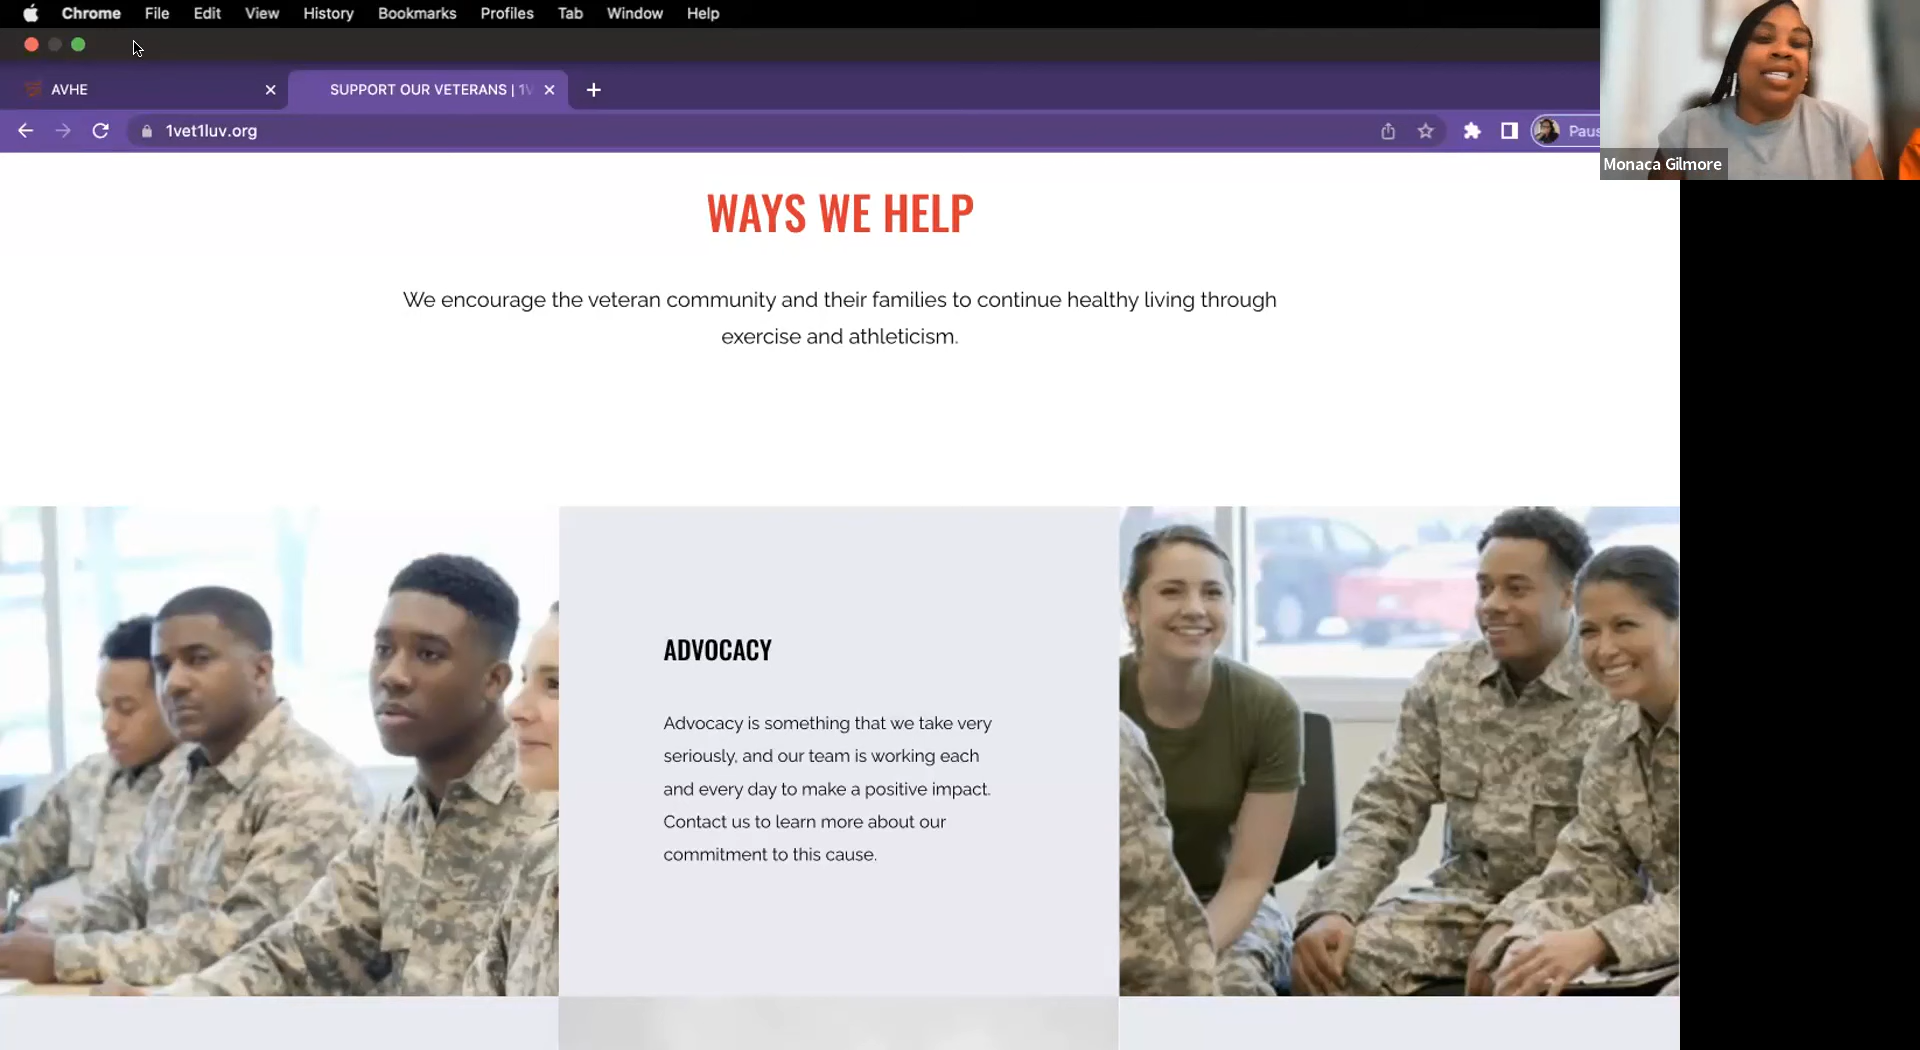 Chrome File Edit View History Bookmarks Profiles Tab Window Help
AVHE
SUPPORT OUR VETERANS | 1V
1vet1luv.org
Paus
Monaca Gilmore
WAYS WE HELP
We encourage the veteran community and their families to continue healthy living through
exercise and athleticism.
ADVOCACY
Advocacy is something that we take very
seriously, and our team is working each
and every day to make a positive impact.
Contact us to learn more about our
commitment to this cause.